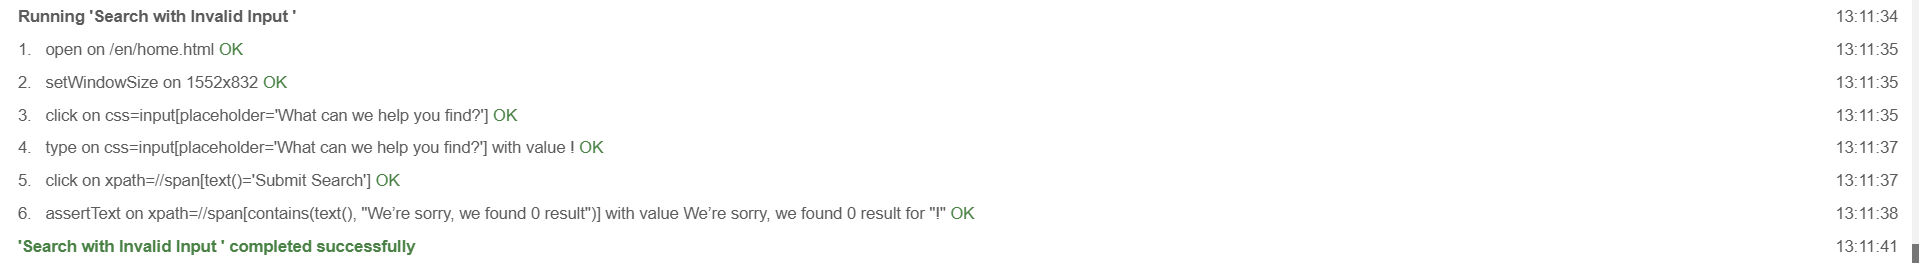 Running 'Search with Invalid Input ' 13:11:34
1. open on /en/home.html OK 13:11:35
2. setWindowSize on 1552x832 OK 13:11:35
3. click on css=input[placeholder='What can we help you find?'] OK 13:11:35
4. type on css=input[placeholder='What can we help you find?'] with value ! OK 13:11:37
5. click on xpath=//span[text()='Submit Search'] OK 13:11:37
6. assertText on xpath=//span[contains(text(), "We’re sorry, we found 0 result")] with value We’re sorry, we found 0 result for "!" OK 13:11:38
'Search with Invalid Input ' completed successfully 13:11:41